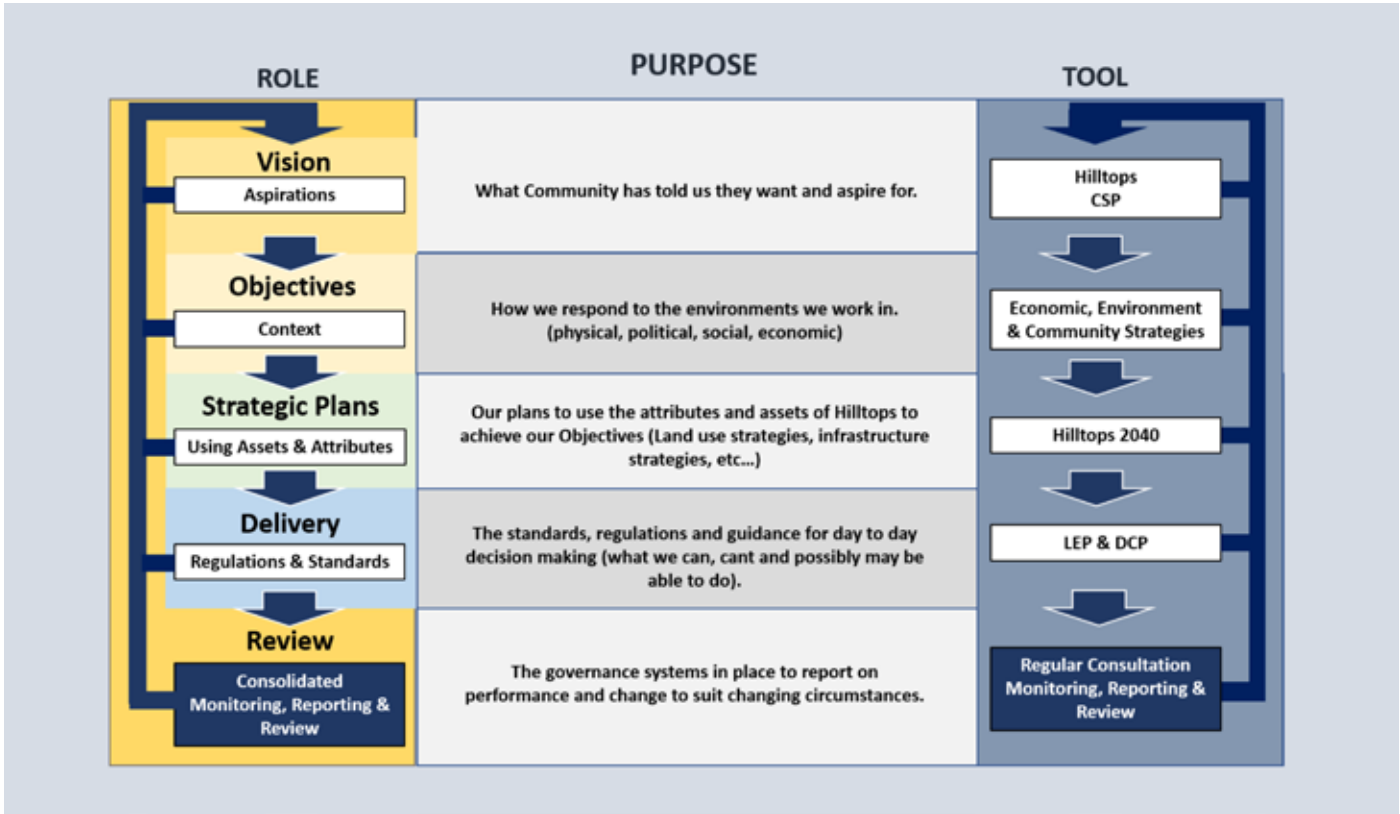 ROLE
PURPOSE
TOOL
Vision
Aspirations
What Community has told us they want and aspire for.
Hilltops
CSP
Objectives
Context
How we respond to the environments we work in.
(physical, political, social, economic)
Economic, Environment
& Community Strategies
Strategic Plans
Using Assets & Attributes
Our plans to use the attributes and assets of Hilltops to
achieve our Objectives (Land use strategies, infrastructure
strategies, etc...)
Hilltops 2040
Delivery
Regulations & Standards
The standards, regulations and guidance for day to day
decision making (what we can, cant and possibly may be
able to do).
LEP & DCP
Review
Consolidated
Monitoring, Reporting &
Review
The governance systems in place to report on
performance and change to suit changing circumstances.
Regular Consultation
Monitoring, Reporting &
Review